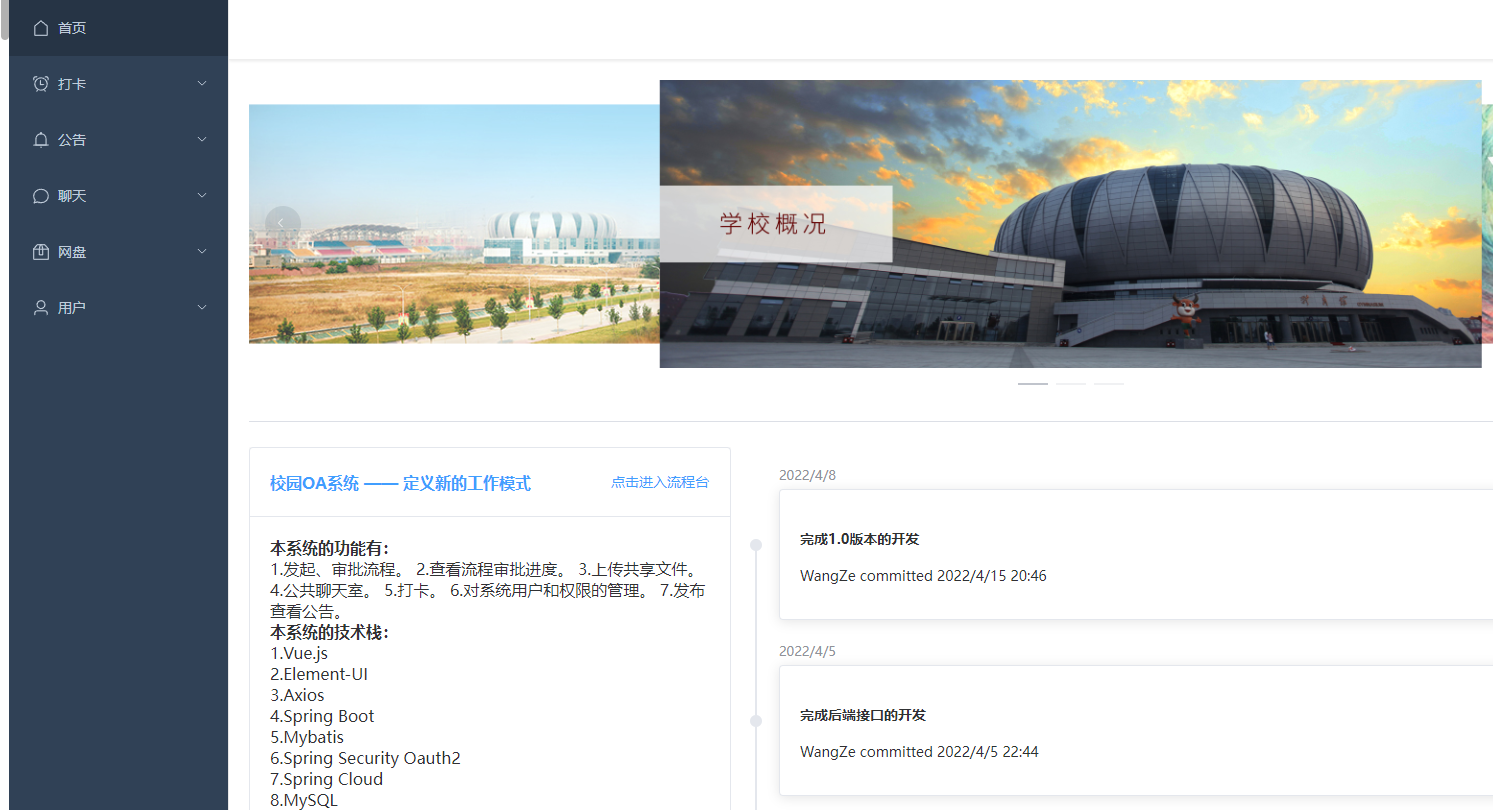 首页
打卡
公告
聊天
网盘
用户
学校概况
校园OA系统 —— 定义新的工作模式
点击进入流程台
本系统的功能有：
1.发起、审批流程。 2.查看流程审批进度。 3.上传共享文件。
4.公共聊天室。 5.打卡。 6.对系统用户和权限的管理。 7.发布
查看公告。
本系统的技术栈：
1.Vue.js
2.Element-UI
3.Axios
4.Spring Boot
5.Mybatis
6.Spring Security Oauth2
7.Spring Cloud
8.MySQL
2022/4/8
完成1.0版本的开发
WangZe committed 2022/4/15 20:46
2022/4/5
完成后端接口的开发
WangZe committed 2022/4/5 22:44